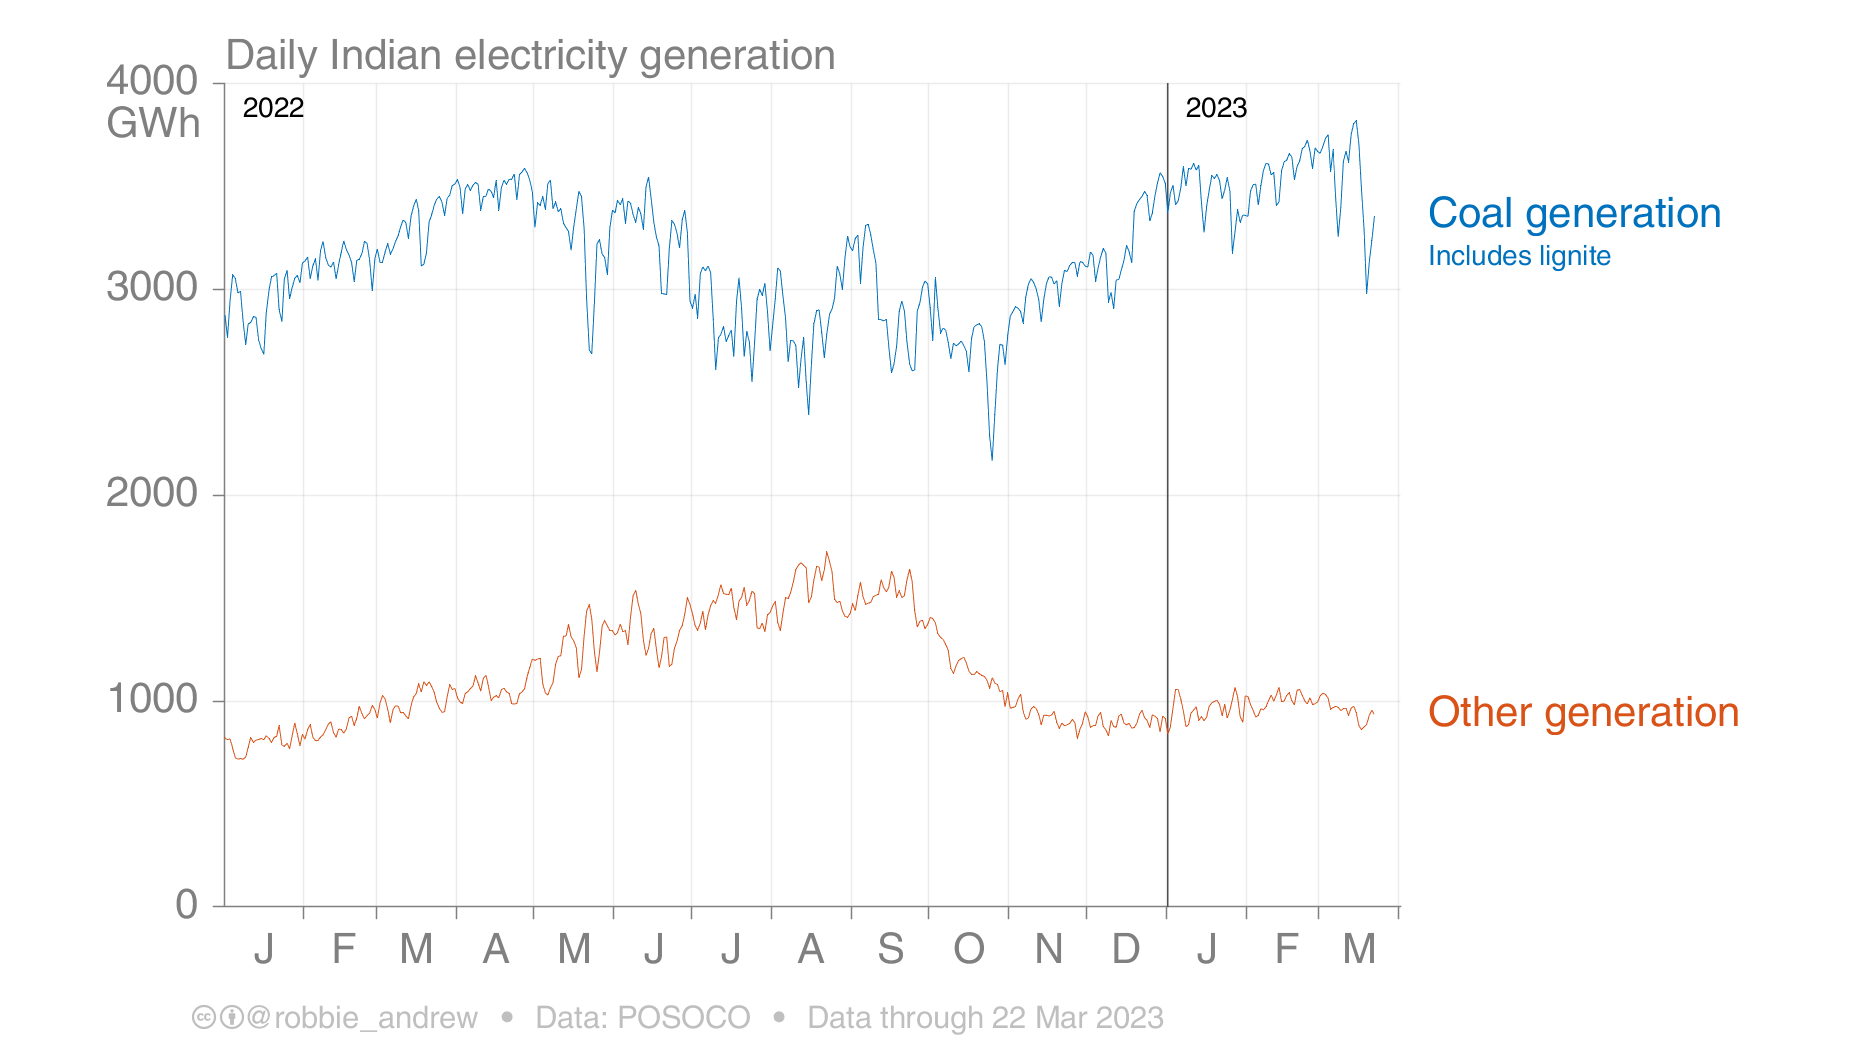 Daily Indian electricity generation
4000
GWh
2022
2023
3000
2000
1000
0
Coal generation
Includes lignite
Other generation
J F M A M J J A S O N D J F M
cc @robbie_andrew • Data: POSOCO • Data through 22 Mar 2023